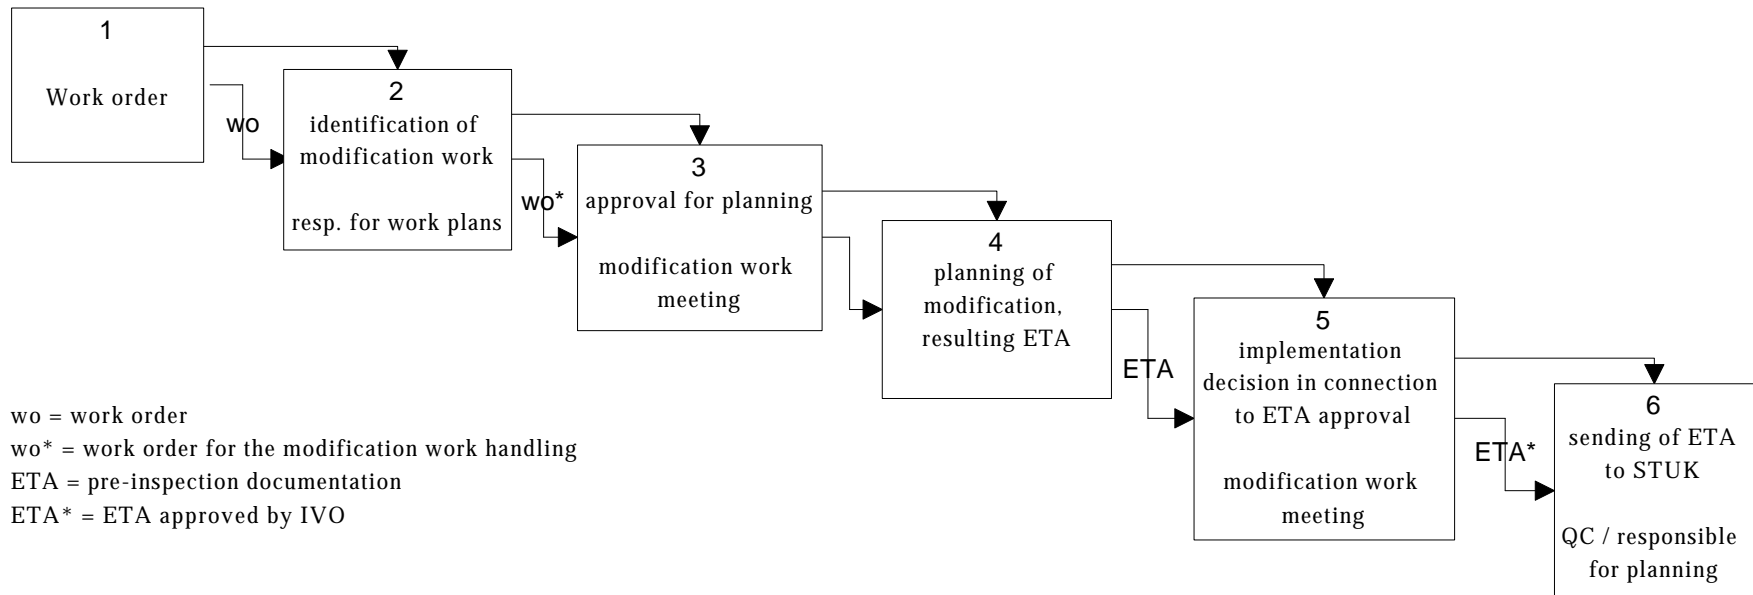 1
Work order
wo
2
identification of
modification work
resp. for work plans
wo*
3
approval for planning
modification work
meeting
4
planning of
modification,
resulting ETA
ETA
5
implementation
decision in connection
to ETA approval
modification work
meeting
ETA*
6
sending of ETA
to STUK
QC / responsible
for planning
wo = work order
wo* = work order for the modification work handling
ETA = pre-inspection documentation
ETA* = ETA approved by IVO